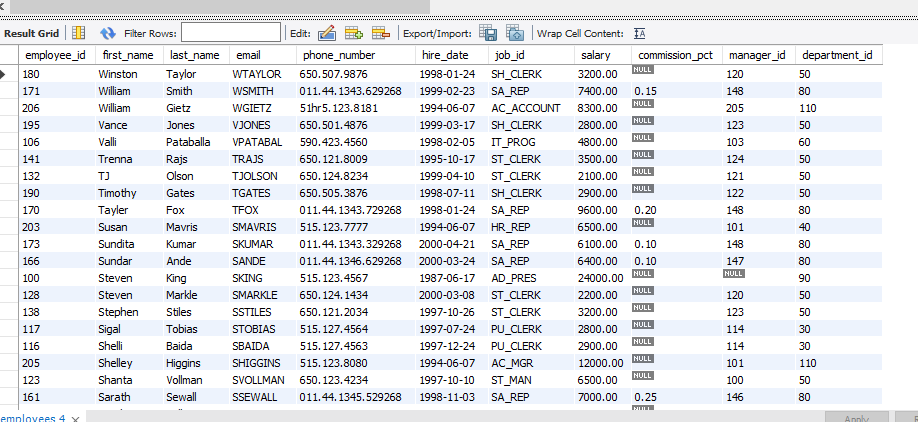 Result Grid Filter Rows: Edit: Export/Import: Wrap Cell Content: IA
employee_id first_name last_name email phone_number hire_date job_id salary commission_pct manager_id department_id
180 Winston Taylor WTAYLOR 650.507.9876 1998-01-24 SH_CLERK 3200.00 NULL 120 50
171 William Smith WSMITH 011.44.1343.629268 1999-02-23 SA_REP 7400.00 0.15 148 80
206 William Gietz WGIETZ 51hr5.123.8181 1994-06-07 AC_ACCOUNT 8300.00 NULL 205 110
195 Vance Jones VJONES 650.501.4876 1999-03-17 SH_CLERK 2800.00 NULL 123 50
106 Valli Pataballa VPATABAL 590.423.4560 1998-02-05 IT_PROG 4800.00 NULL 103 60
141 Trenna Rajs TRAJS 650.121.8009 1995-10-17 ST_CLERK 3500.00 NULL 124 50
132 TJ Olson TJOLSON 650.124.8234 1999-04-10 ST_CLERK 2100.00 NULL 121 50
190 Timothy Gates TGATES 650.505.3876 1998-07-11 SH_CLERK 2900.00 NULL 122 50
170 Tayler Fox TFOX 011.44.1343.729268 1998-01-24 SA_REP 9600.00 0.20 148 80
203 Susan Mavris SMAVRIS 515.123.7777 1994-06-07 HR_REP 6500.00 NULL 101 40
173 Sundita Kumar SKUMAR 011.44.1343.329268 2000-04-21 SA_REP 6100.00 0.10 148 80
166 Sundar Ande SANDE 011.44.1346.629268 2000-03-24 SA_REP 6400.00 0.10 147 80
100 Steven King SKING 515.123.4567 1987-06-17 AD_PRES 24000.00 NULL NULL 90
128 Steven Markle SMARKLE 650.124.1434 2000-03-08 ST_CLERK 2200.00 NULL 120 50
138 Stephen Stiles SSTILES 650.121.2034 1997-10-26 ST_CLERK 3200.00 NULL 123 50
117 Sigal Tobias STOBIAS 515.127.4564 1997-07-24 PU_CLERK 2800.00 NULL 114 30
116 Shelli Baida SBAIDA 515.127.4563 1997-12-24 PU_CLERK 2900.00 NULL 114 30
205 Shelley Higgins SHIGGINS 515.123.8080 1994-06-07 AC_MGR 12000.00 NULL 101 110
123 Shanta Vollman SVOLLMAN 650.123.4234 1997-10-10 ST_MAN 6500.00 NULL 100 50
161 Sarath Sewall SSEWALL 011.44.1345.529268 1998-11-03 SA_REP 7000.00 0.25 146 80
NULL
employees 4 Apply